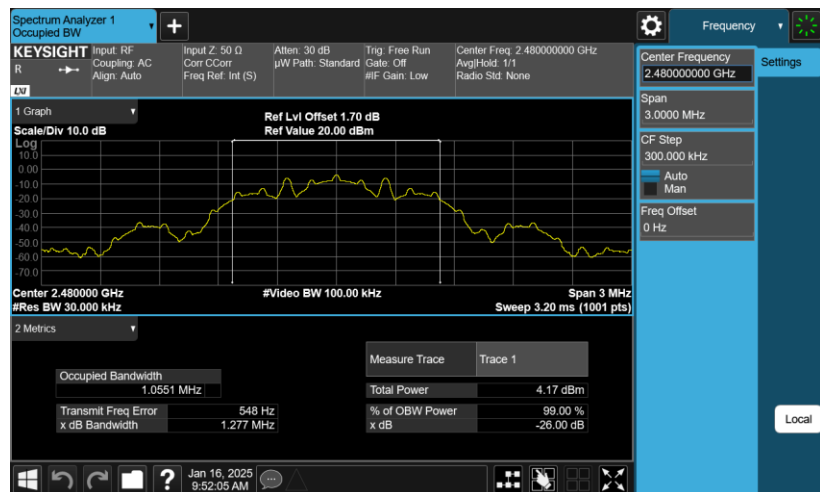 Spectrum Analyzer 1
Occupied BW
+
Frequency
KEYSIGHT
R
LXI
Input: RF
Coupling: AC
Align: Auto
Input Z: 50 Ω
Corr CCorr
Freq Ref: Int (S)
Atten: 30 dB
µW Path: Standard
Trig: Free Run
Gate: Off
#IF Gain: Low
Center Freq: 2.480000000 GHz
Avg|Hold: 1/1
Radio Std: None
Center Frequency
2.480000000 GHz
Settings
Span
3.0000 MHz
CF Step
300.000 kHz
Auto
Man
Freq Offset
0 Hz
1 Graph
Scale/Div 10.0 dB
Ref Lvl Offset 1.70 dB
Ref Value 20.00 dBm
Log
10.0
0.00
-10.0
-20.0
-30.0
-40.0
-50.0
-60.0
-70.0
Center 2.480000 GHz
#Res BW 30.000 kHz
#Video BW 100.00 kHz
Span 3 MHz
Sweep 3.20 ms (1001 pts)
2 Metrics
Measure Trace Trace 1
Occupied Bandwidth
1.0551 MHz
Total Power 4.17 dBm
Transmit Freq Error 548 Hz
% of OBW Power 99.00 %
x dB Bandwidth 1.277 MHz
x dB -26.00 dB
Local
?
Jan 16, 2025
9:52:05 AM